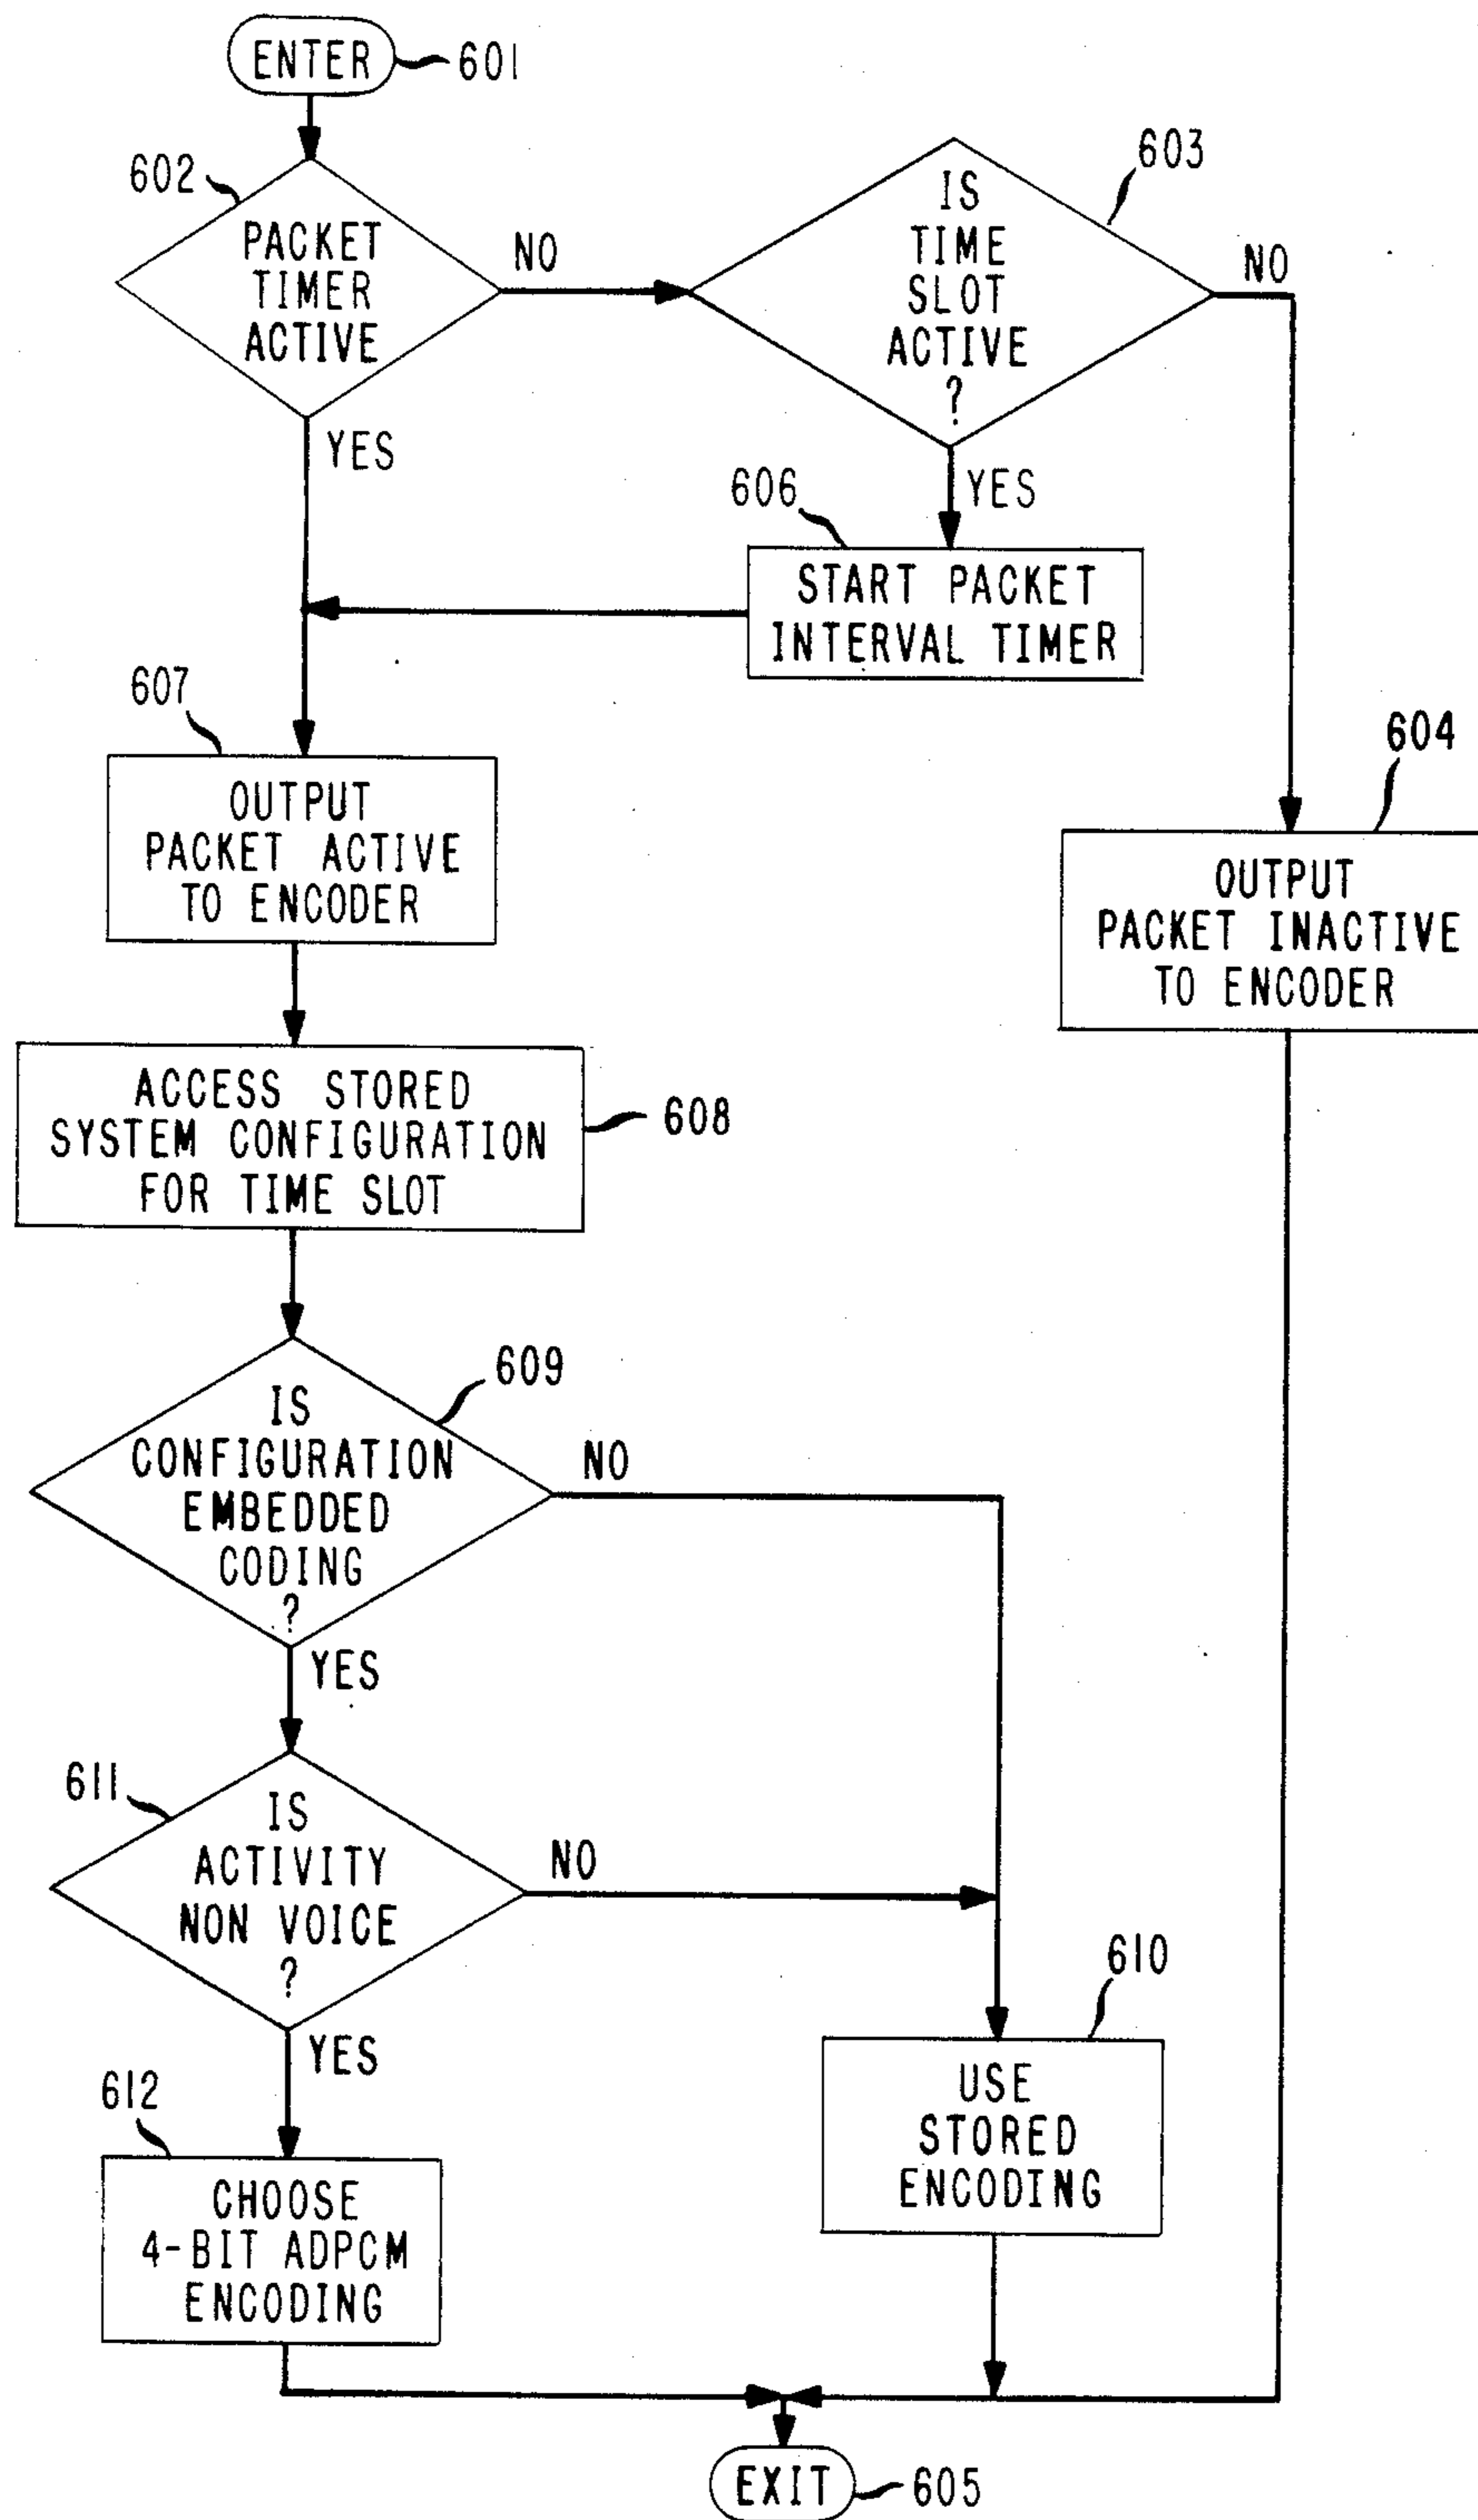 ENTER
601
602
PACKET
TIMER
ACTIVE
NO
603
IS
TIME
SLOT
ACTIVE
?
NO
YES
YES
606
START PACKET
INTERVAL TIMER
607
OUTPUT
PACKET ACTIVE
TO ENCODER
604
OUTPUT
PACKET INACTIVE
TO ENCODER
ACCESS STORED
SYSTEM CONFIGURATION
FOR TIME SLOT
608
609
IS
CONFIGURATION
EMBEDDED
CODING
?
NO
YES
611
IS
ACTIVITY
NON VOICE
?
NO
YES
610
USE
STORED
ENCODING
612
CHOOSE
4-BIT ADPCM
ENCODING
EXIT
605